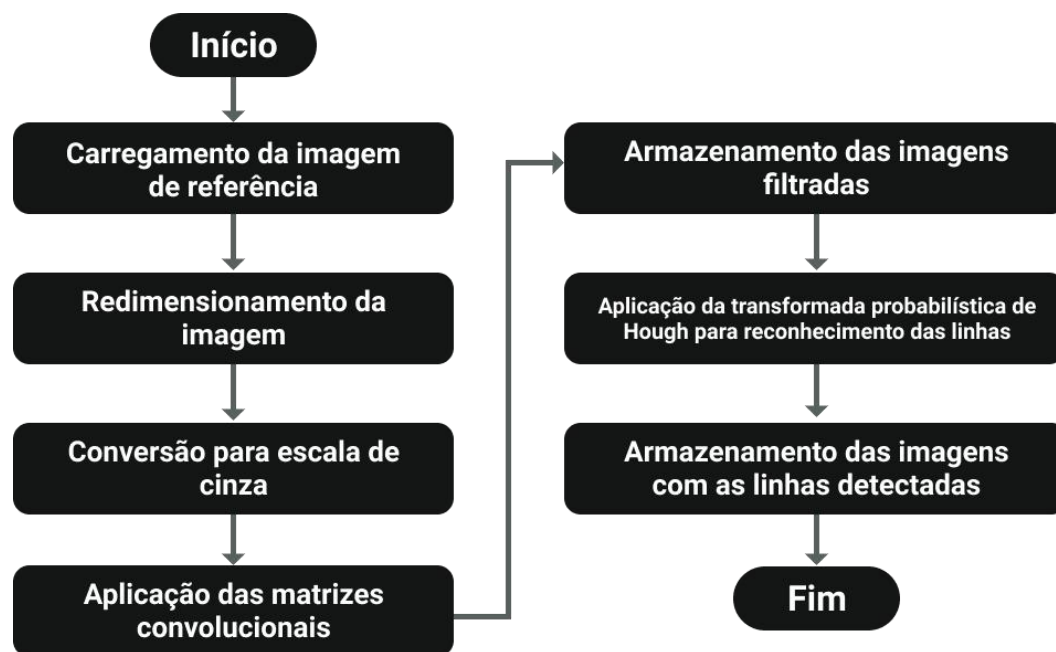 Início
Carregamento da imagem
de referência
Redimensionamento da
imagem
Conversão para escala de
cinza
Aplicação das matrizes
convolucionais
Armazenamento das imagens
filtradas
Aplicação da transformada probabilística de
Hough para reconhecimento das linhas
Armazenamento das imagens
com as linhas detectadas
Fim